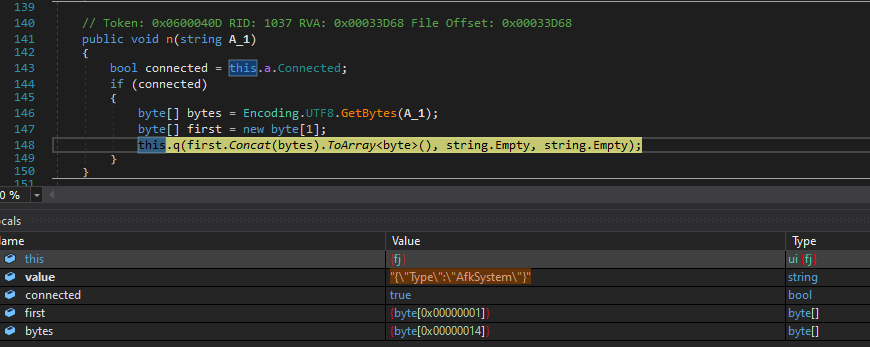 139
140 // Token: 0x0600040D RID: 1037 RVA: 0x00033D68 File Offset: 0x00033D68
141 public void n(string A_1)
142 {
143 bool connected = this.a.Connected;
144 if (connected)
145 {
146 byte[] bytes = Encoding.UTF8.GetBytes(A_1);
147 byte[] first = new byte[1];
148 this.q(first.Concat(bytes).ToArray<byte>(), string.Empty, string.Empty);
149 }
150 }
151
0 %
cals
ame Value Type
this {fj} ui {fj}
value "{\"Type\":\"AfkSystem\"}" string
connected true bool
first {byte[0x00000001]} byte[]
bytes {byte[0x00000014]} byte[]